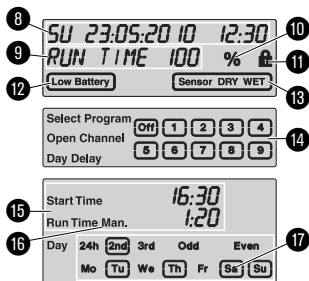 8 SU 23:05:2010 12:30
9 RUN TIME 100 % 10
11
12 Low Battery Sensor DRY WET 13
Select Program Off 1 2 3 4
Open Channel 14
Day Delay 5 6 7 8 9
Start Time 16:30
15
Run Time Man. 1:20
16
Day 24h 2nd 3rd Odd Even 17
Mo Tu We Th Fr Sa Su